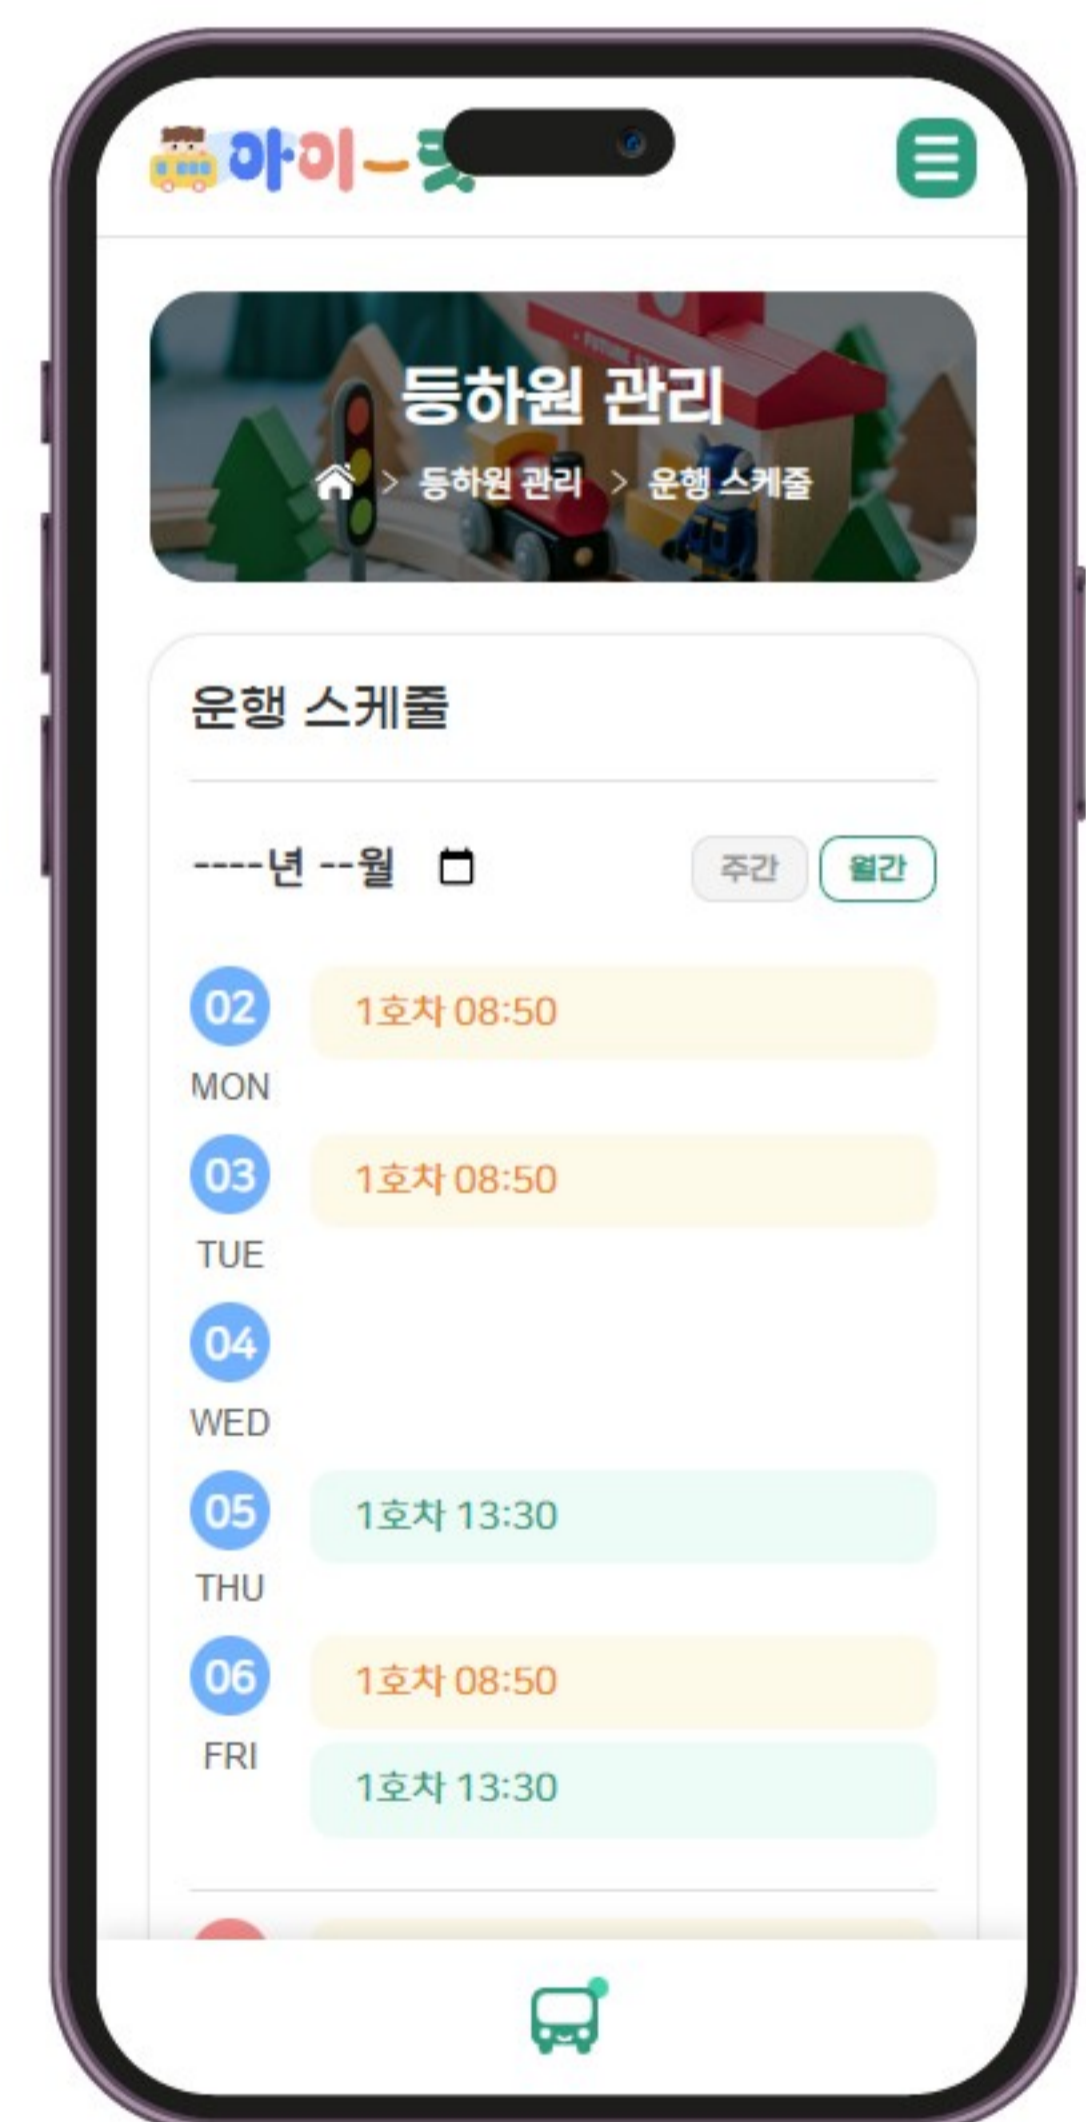 아이
등하원 관리
> 등하원 관리 > 운행 스케줄
운행 스케줄
----년 --월
주간 월간
02 1호차 08:50
MON
03 1호차 08:50
TUE
04
WED
05 1호차 13:30
THU
06 1호차 08:50
FRI
1호차 13:30